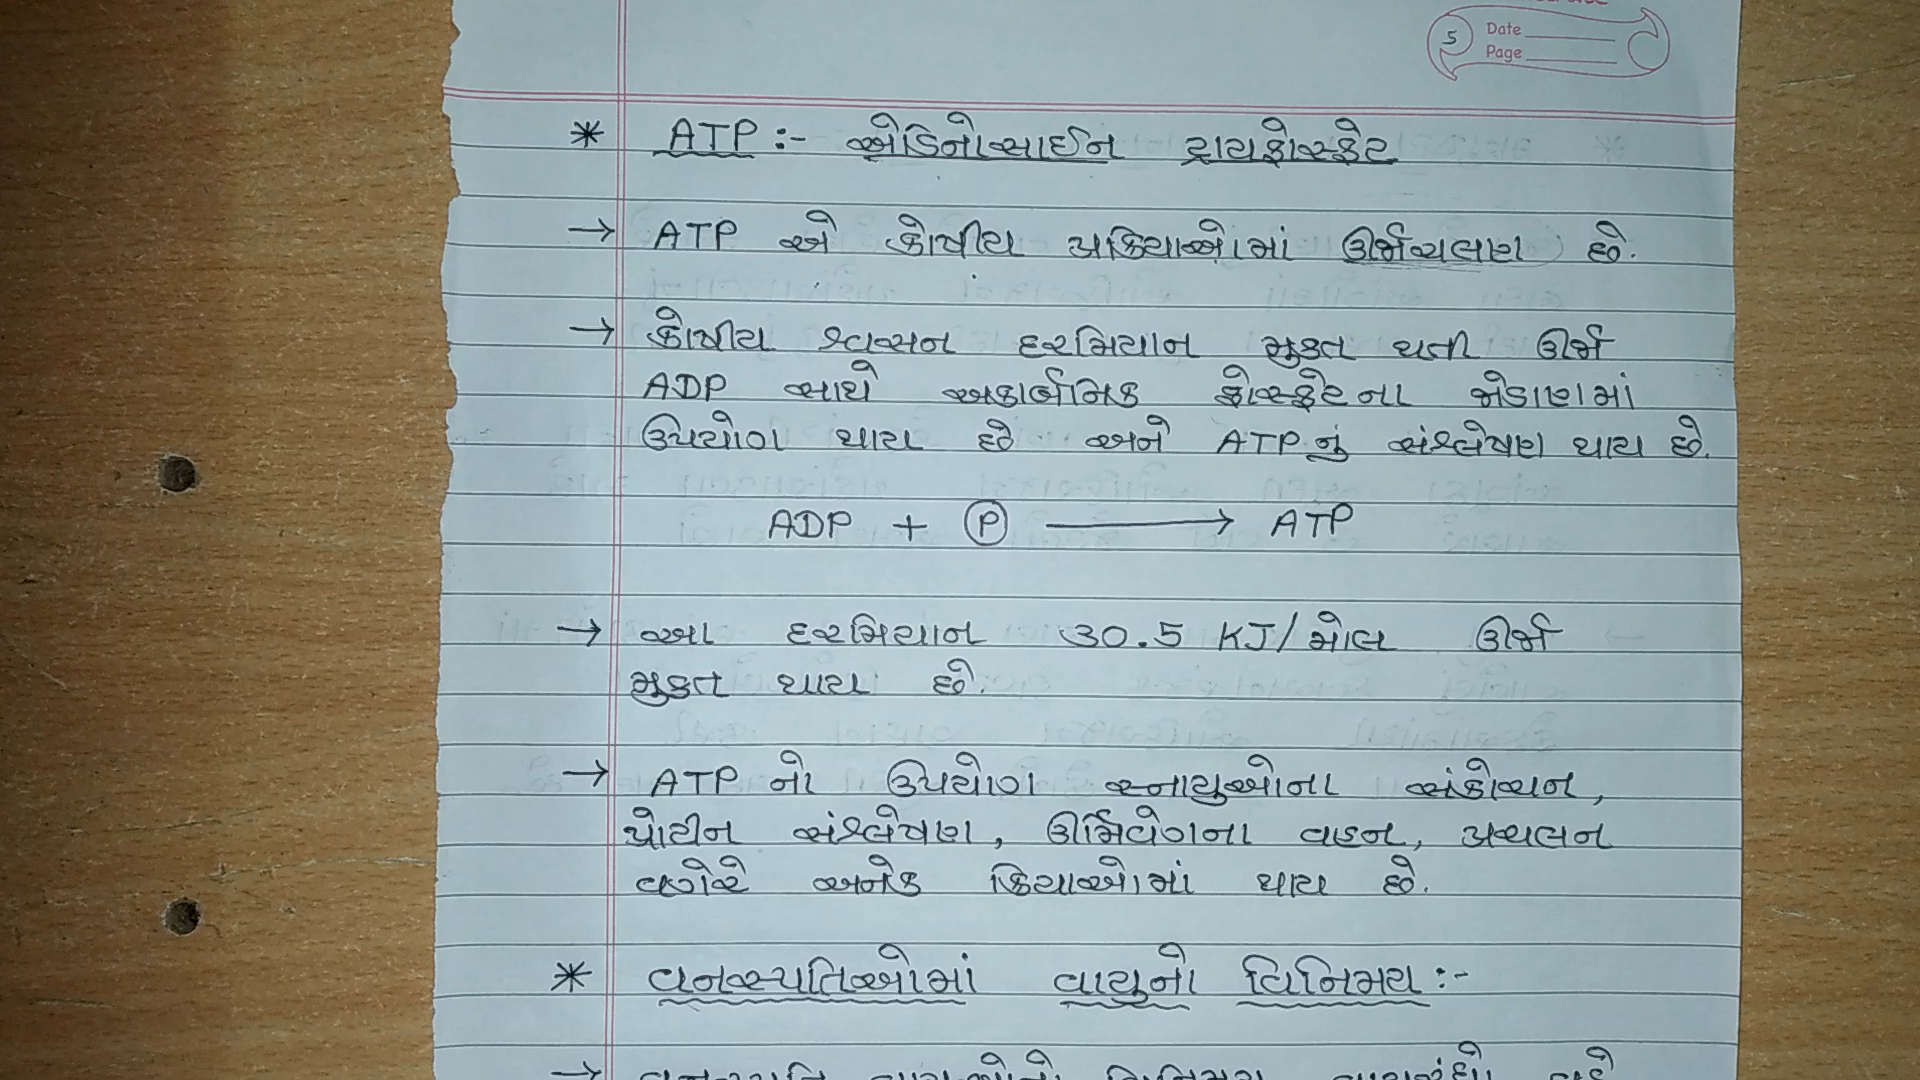 5 Date
Page
* ATP :- એડિનોસાઈન ટ્રાયફોસ્ફેટ
→ ATP એ કોષીય પ્રક્રિયાઓમાં ઊર્જાચલણ છે.
→ કોષીય શ્વસન દરમિયાન મુક્ત થતી ઊર્જા
ADP સાથે અકાર્બનિક ફોસ્ફેટના જોડાણમાં
ઉપયોગ થાય છે અને ATP નું સંશ્લેષણ થાય છે.
ADP + Ⓟ ⟶ ATP
→ આ દરમિયાન 30.5 KJ/મોલ ઊર્જા
મુક્ત થાય છે.
→ ATP નો ઉપયોગ સ્નાયુઓના સંકોચન,
પ્રોટીન સંશ્લેષણ, ઊર્મિવેગના વહન, પ્રચલન
વગેરે અનેક ક્રિયાઓમાં થાય છે.
* વનસ્પતિઓમાં વાયુનો વિનિમય :-
→